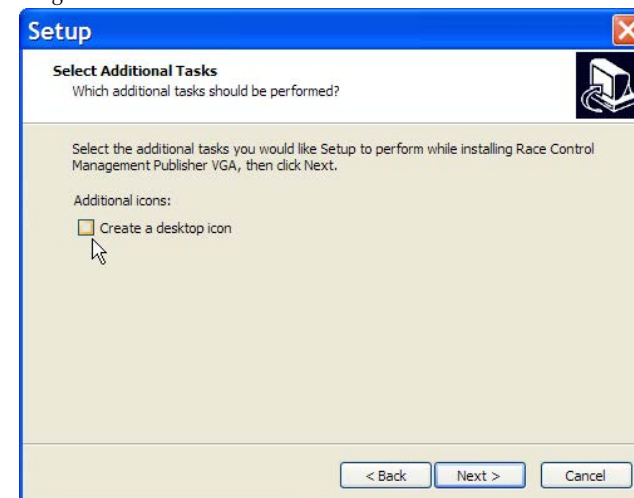 Setup
Select Additional Tasks
Which additional tasks should be performed?
Select the additional tasks you would like Setup to perform while installing Race Control
Management Publisher VGA, then click Next.
Additional icons:
Create a desktop icon
< Back Next > Cancel